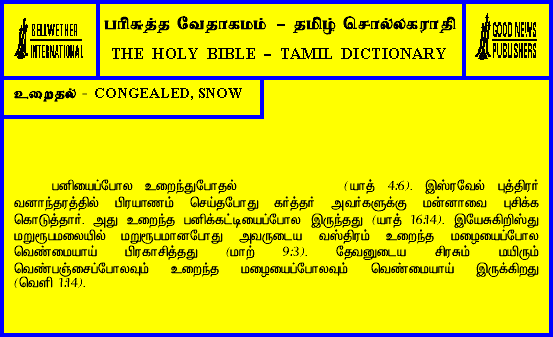 BELLWETHER
INTERNATIONAL
பரிசுத்த வேதாகமம் – தமிழ் சொல்லகராதி
THE HOLY BIBLE – TAMIL DICTIONARY
GOOD NEWS
PUBLISHERS
உறைதல் - CONGEALED, SNOW
பனியைப்போல உறைந்துபோதல் (யாத் 4:6). இஸ்ரவேல் புத்திரர்
வனாந்தரத்தில் பிரயாணம் செய்தபோது கர்த்தர் அவர்களுக்கு மன்னாவை புசிக்க
கொடுத்தார். அது உறைந்த பனிக்கட்டியைப்போல இருந்தது (யாத் 16:14). இயேசுகிறிஸ்து
மறுரூபமலையில் மறுரூபமானபோது அவருடைய வஸ்திரம் உறைந்த மழையைப்போல
வெண்மையாய் பிரகாசித்தது (மாற் 9:3). தேவனுடைய சிரசும் மயிரும்
வெண்பஞ்சைப்போலவும் உறைந்த மழையைப்போலவும் வெண்மையாய் இருக்கிறது
(வெளி 1:14).